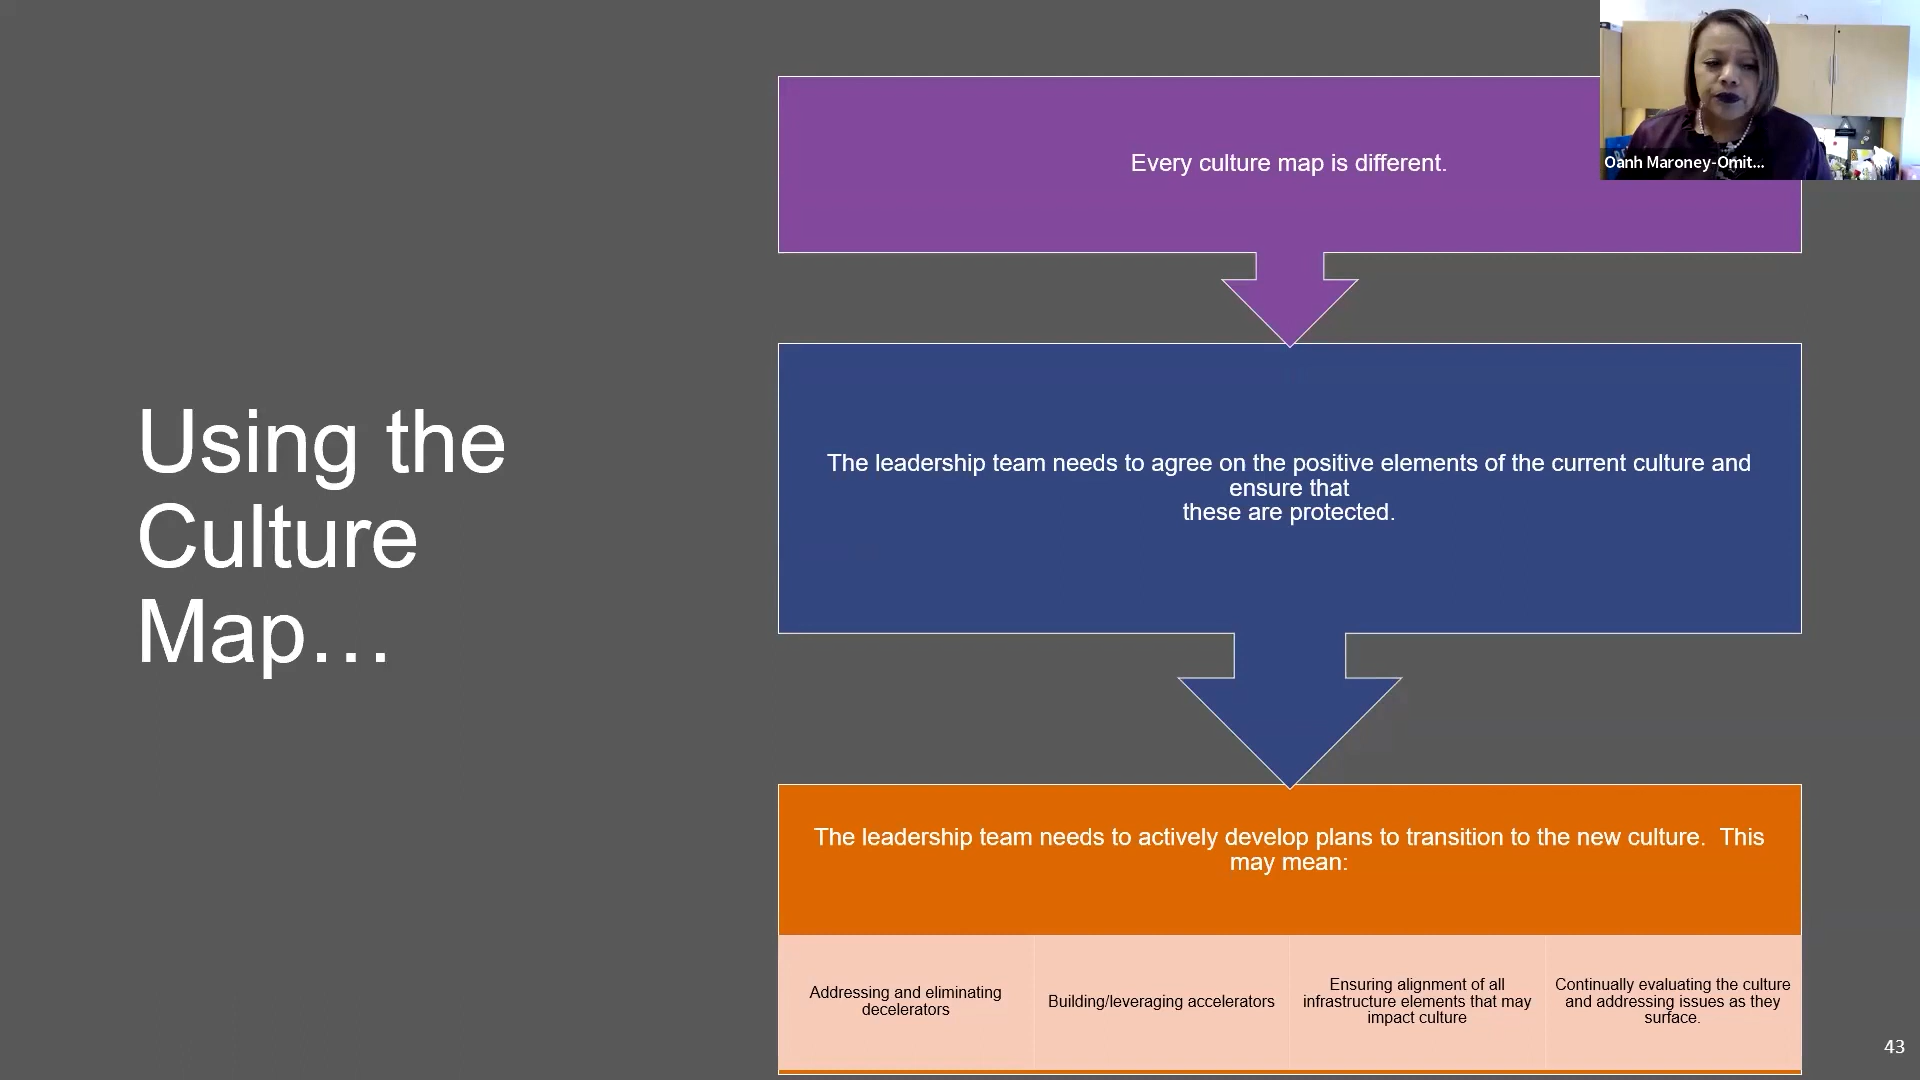 Using the
Culture
Map…
Every culture map is different.
The leadership team needs to agree on the positive elements of the current culture and
ensure that
these are protected.
The leadership team needs to actively develop plans to transition to the new culture.  This
may mean:
Addressing and eliminating
decelerators
Building/leveraging accelerators
Ensuring alignment of all
infrastructure elements that may
impact culture
Continually evaluating the culture
and addressing issues as they
surface.
Oanh Maroney-Omit...
43